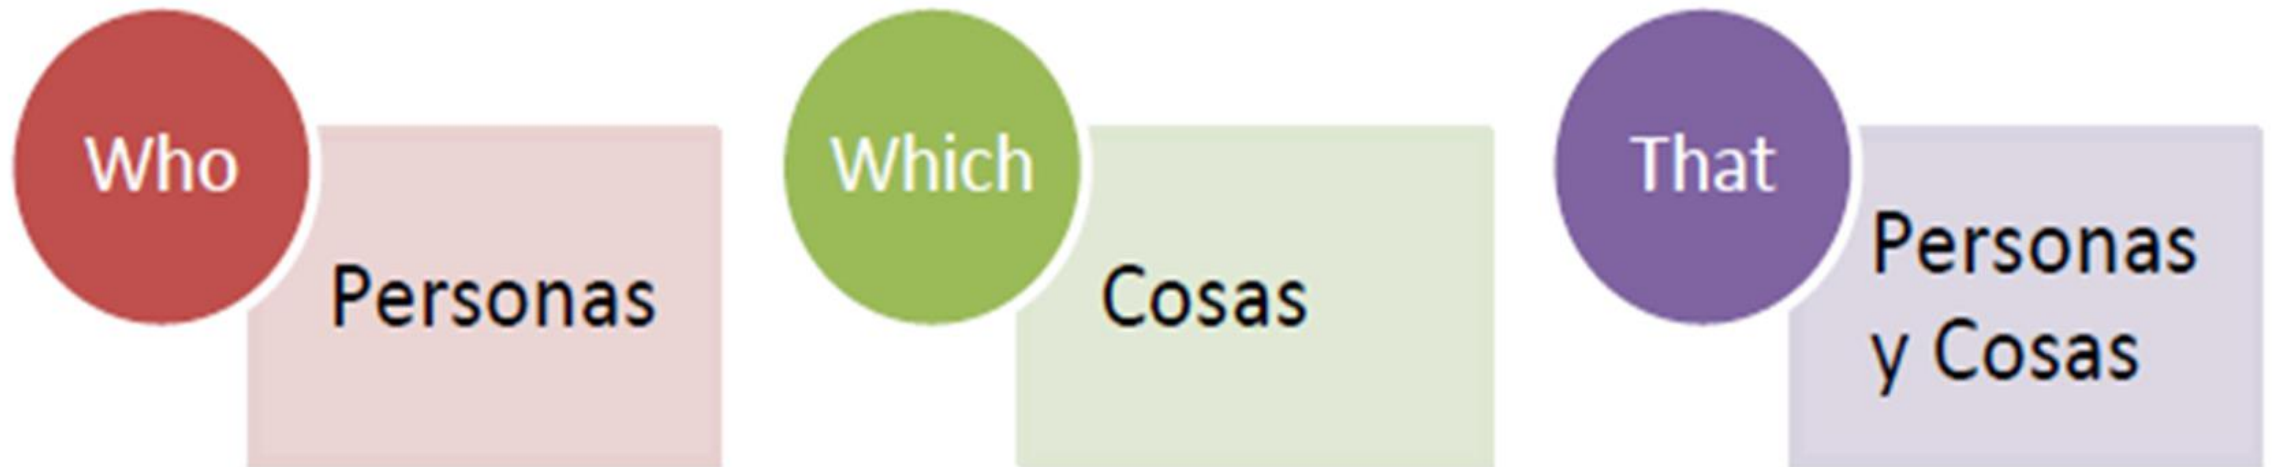 Who
Personas
Which
Cosas
That
Personas
y Cosas